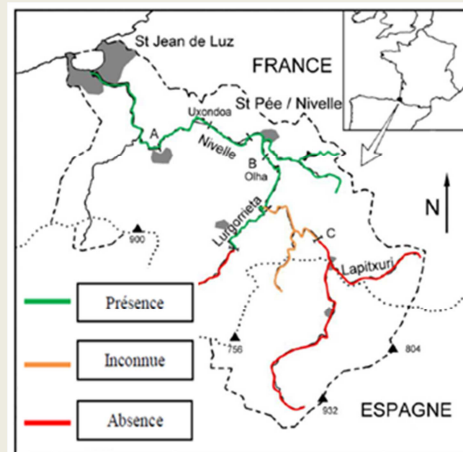 St Jean de Luz
FRANCE
Uxondoa
St Pée / Nivelle
A
Nivelle
B
Olha
N
Lurgorrieta
900
C
Lapitxuri
Présence
Inconnue
756
804
Absence
932
ESPAGNE